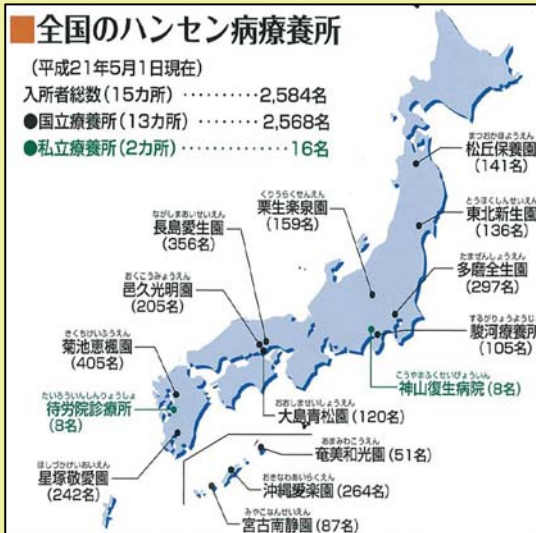 ■全国のハンセン病療養所
(平成21年5月1日現在)
入所者総数(15カ所)・・・・・・・・・・2,584名
●国立療養所(13カ所)・・・・・・・・2,568名
●私立療養所(2カ所)・・・・・・・・・・・・・16名
まつおかほようえん
松丘保養園
(141名)
くりうらくせんえん
栗生楽泉園
(159名)
とうほくしんせいえん
東北新生園
(136名)
ながしまあいせいえん
長島愛生園
(356名)
たまぜんしょうえん
多磨全生園
(297名)
おくこうみょうえん
邑久光明園
(205名)
するがりょうようじょ
駿河療養所
(105名)
きくちけいふうえん
菊池恵楓園
(405名)
こうやまふくせいびょういん
神山復生病院(8名)
たいろういんしんりょうしょ
待労院診療所
(8名)
おおしませいしょうえん
大島青松園(120名)
ほしづかけいあいえん
星塚敬愛園
(242名)
あまみわこうえん
奄美和光園(51名)
おきなわあいらくえん
沖縄愛楽園(264名)
みやこなんせいえん
宮古南静園(87名)